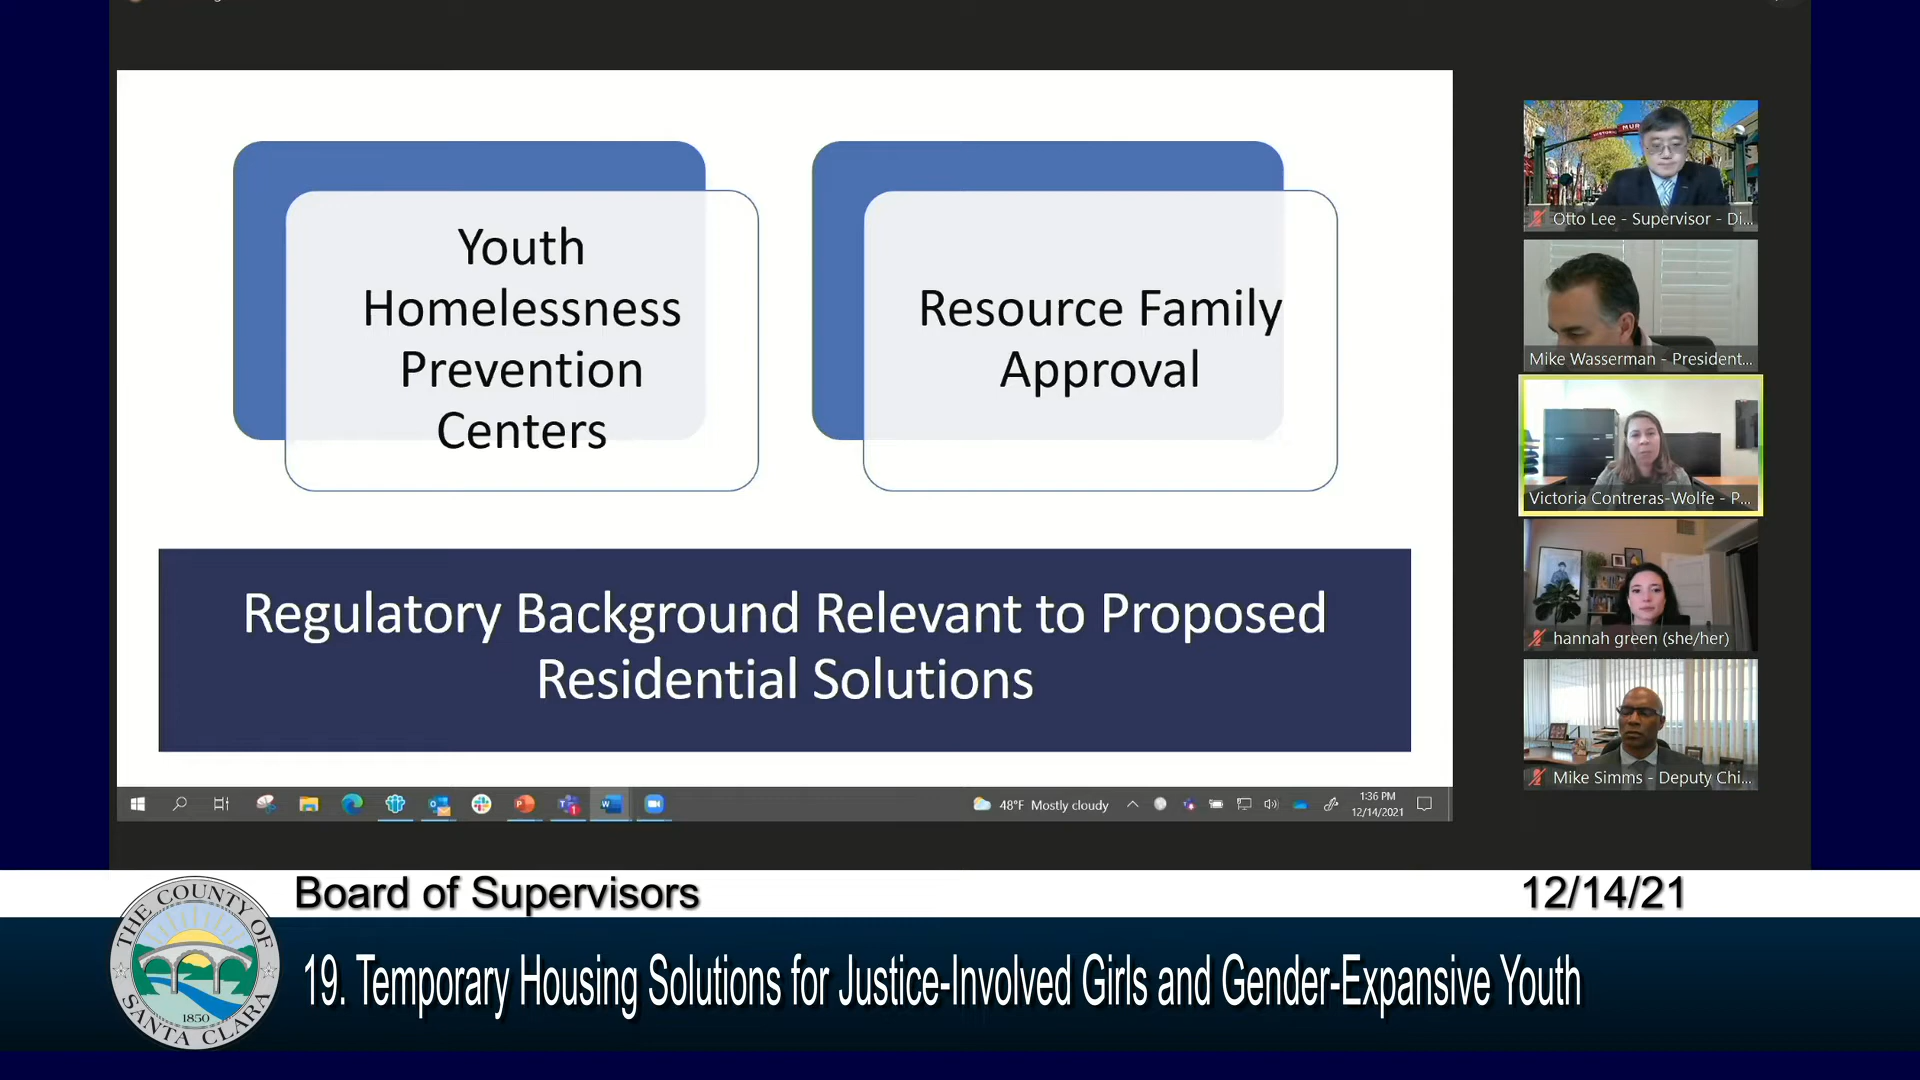 Youth
Homelessness
Prevention
Centers
Resource Family
Approval
Regulatory Background Relevant to Proposed
Residential Solutions
Otto Lee - Supervisor - Di...
Mike Wasserman - President...
Victoria Contreras-Wolfe - P...
hannah green (she/her)
Mike Simms - Deputy Chi...
48°F Mostly cloudy
1:36 PM
12/14/2021
Board of Supervisors
12/14/21
19. Temporary Housing Solutions for Justice-Involved Girls and Gender-Expansive Youth
THE COUNTY OF
SANTA CLARA
1850